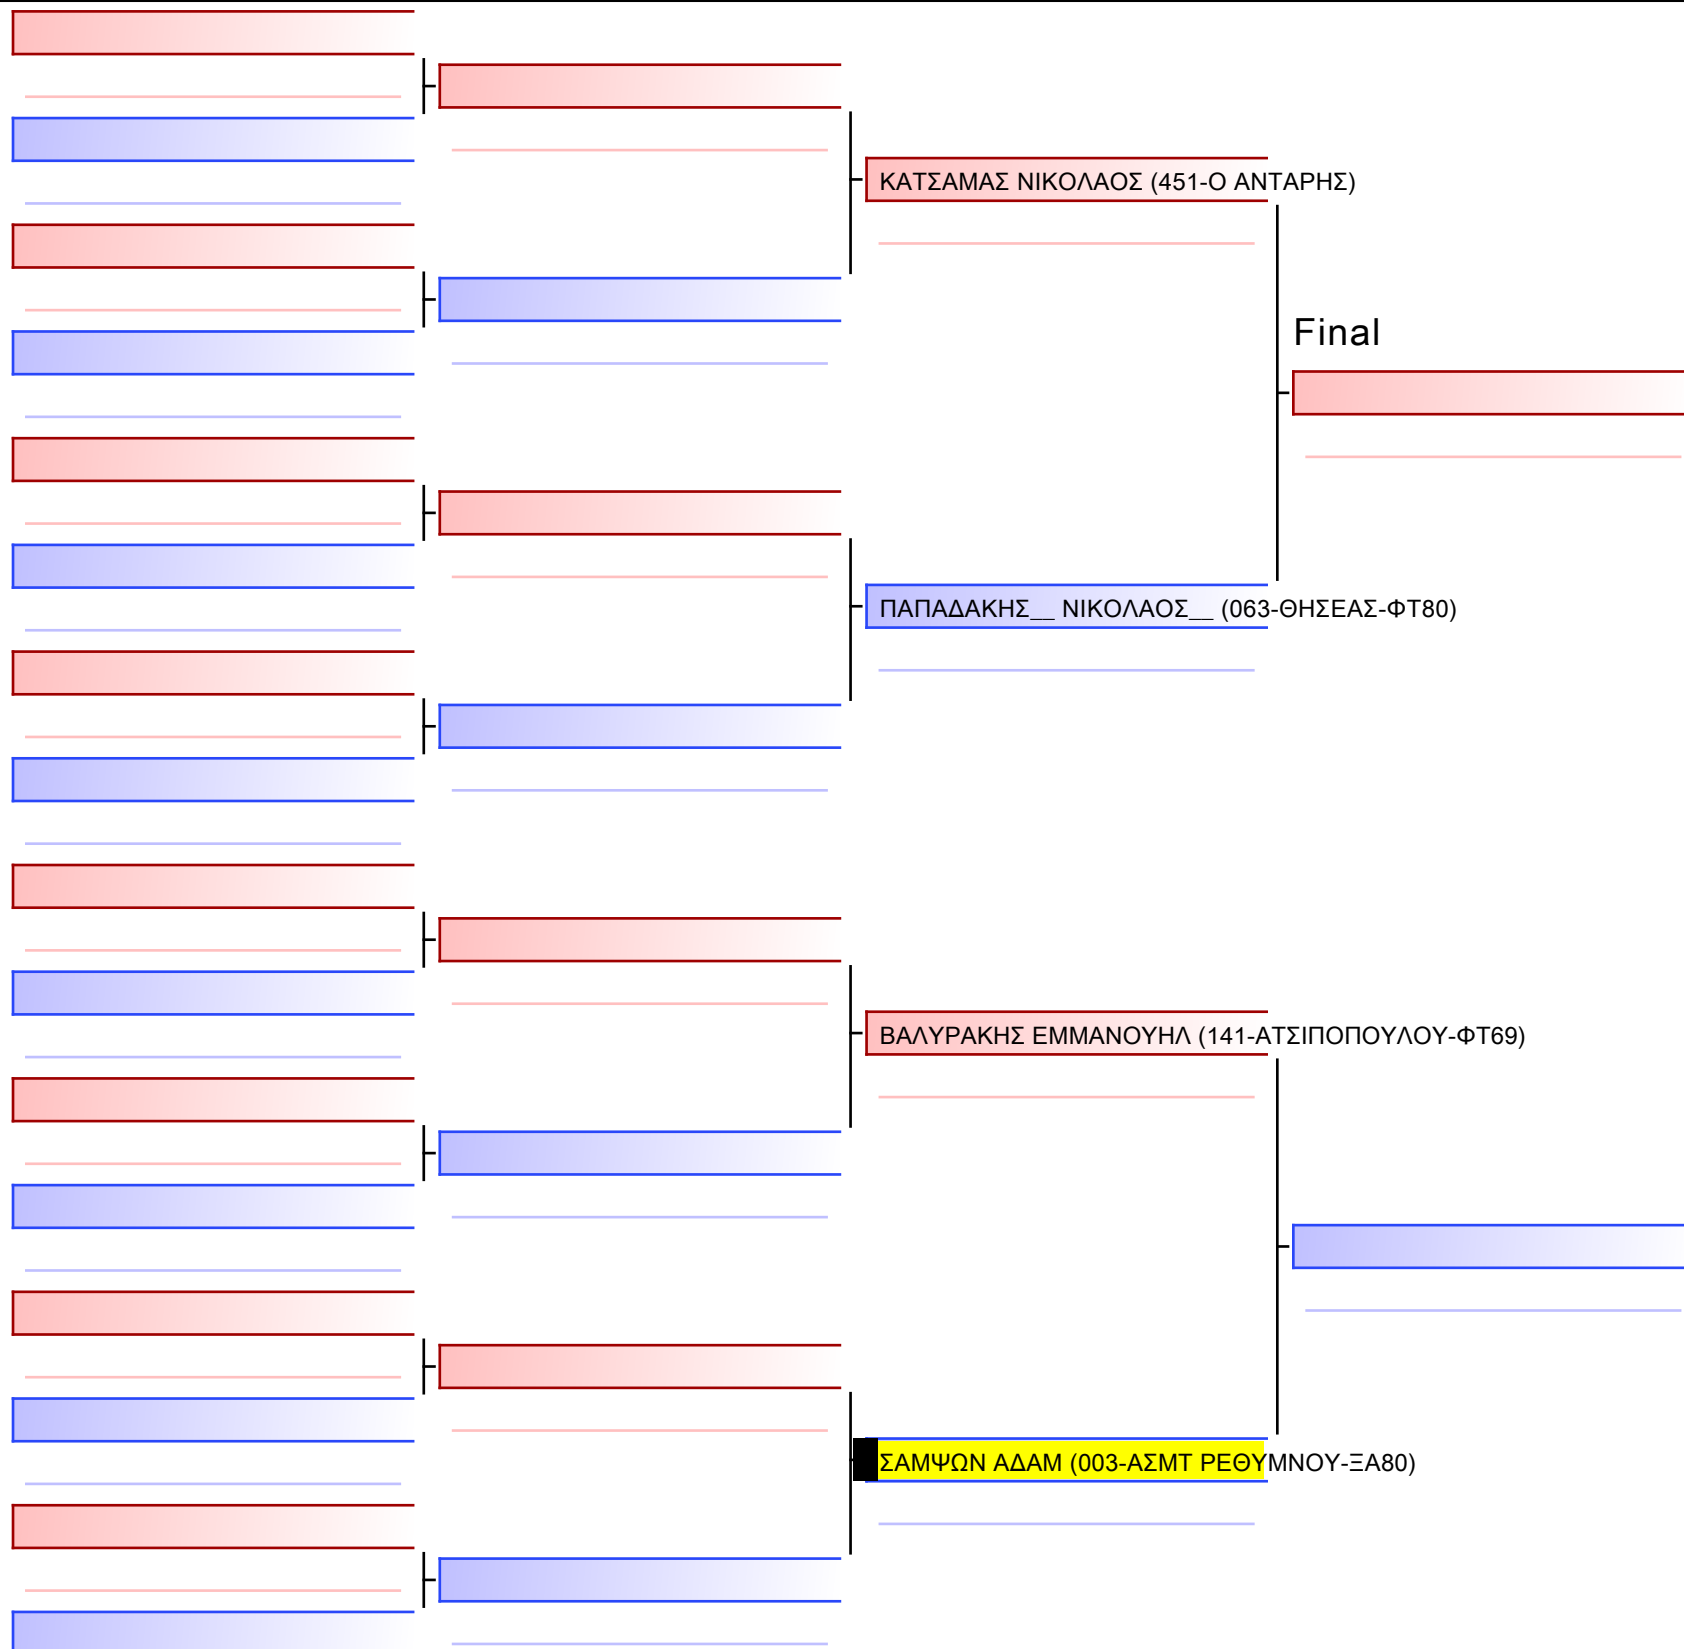 ΚΑΤΣΑΜΑΣ ΝΙΚΟΛΑΟΣ (451-Ο ΑΝΤΑΡΗΣ)
Final
ΠΑΠΑΔΑΚΗΣ__ ΝΙΚΟΛΑΟΣ__ (063-ΘΗΣΕΑΣ-ΦΤ80)
ΒΑΛΥΡΑΚΗΣ ΕΜΜΑΝΟΥΗΛ (141-ΑΤΣΙΠΟΠΟΥΛΟΥ-ΦΤ69)
ΣΑΜΨΩΝ ΑΔΑΜ (003-ΑΣΜΤ ΡΕΘΥΜΝΟΥ-ΞΑ80)